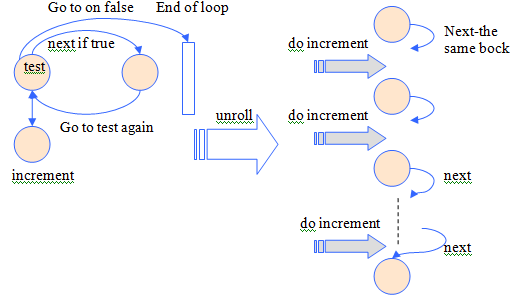 Go to on false
End of loop
next if true
test
Go to test again
increment
unroll
do increment
Next-the
same bock
do increment
next
do increment
next